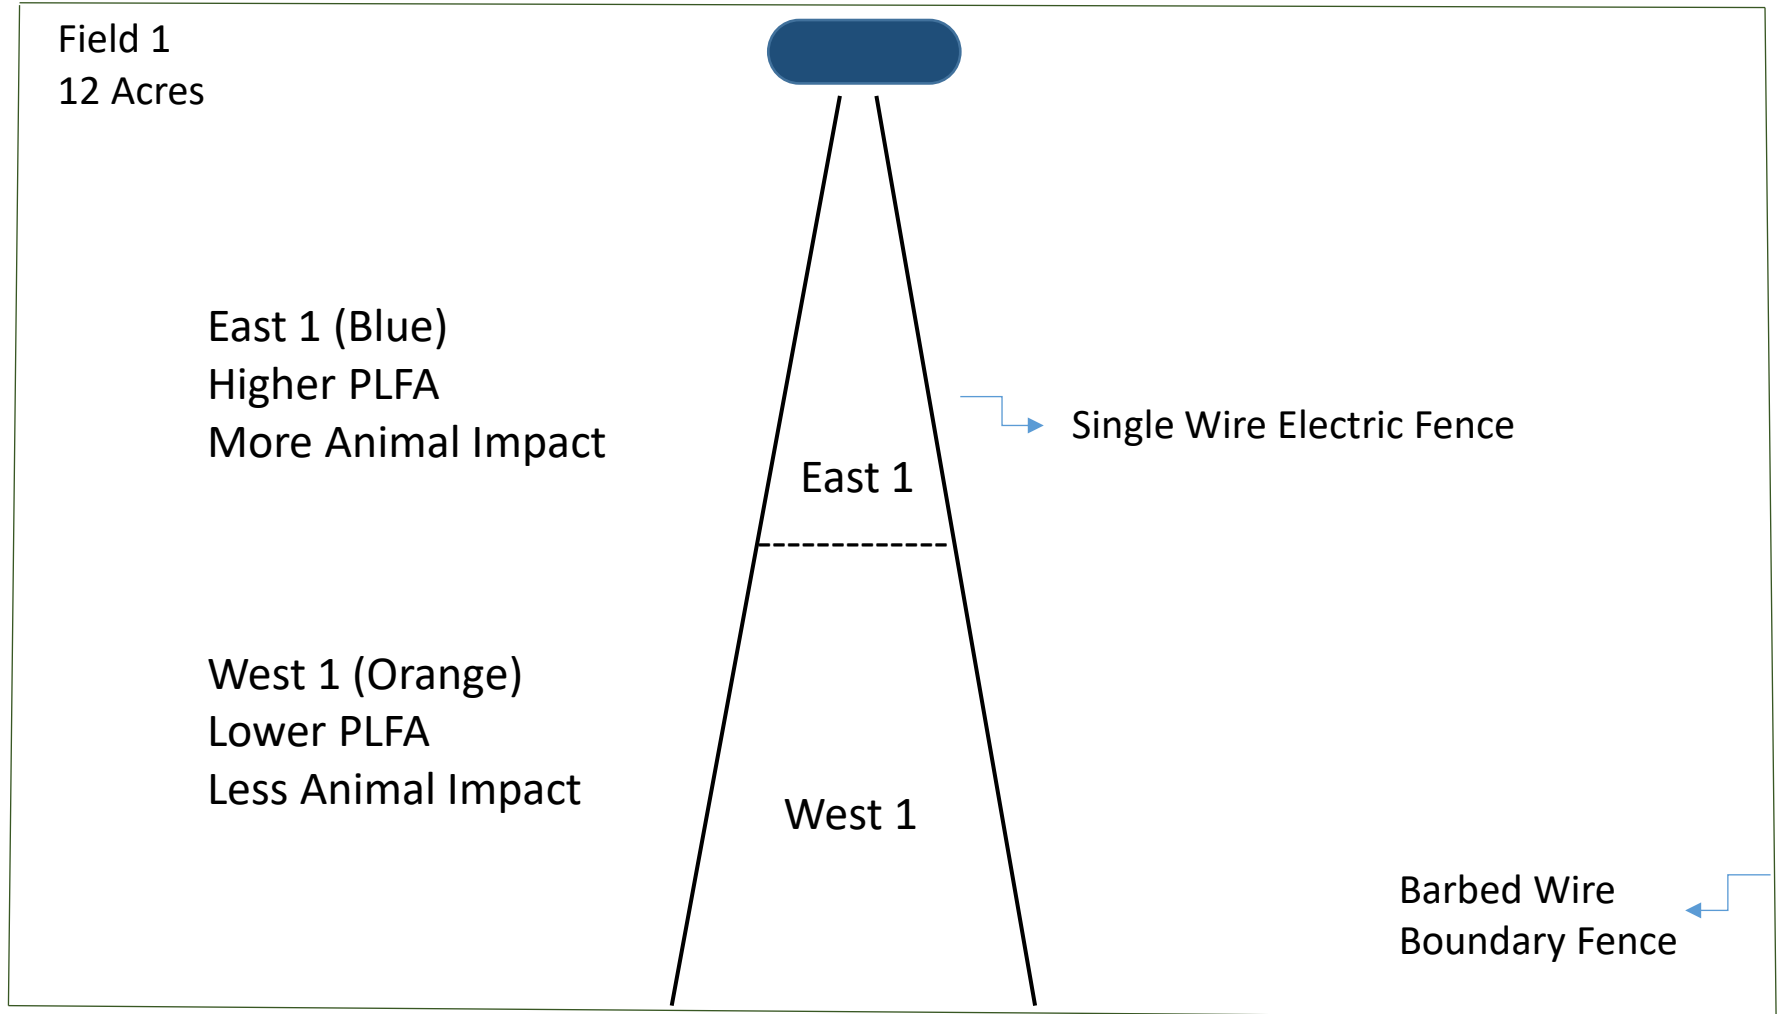 Field 1
12 Acres
East 1 (Blue)
Higher PLFA
More Animal Impact
Single Wire Electric Fence
East 1
West 1 (Orange)
Lower PLFA
Less Animal Impact
West 1
Barbed Wire
Boundary Fence